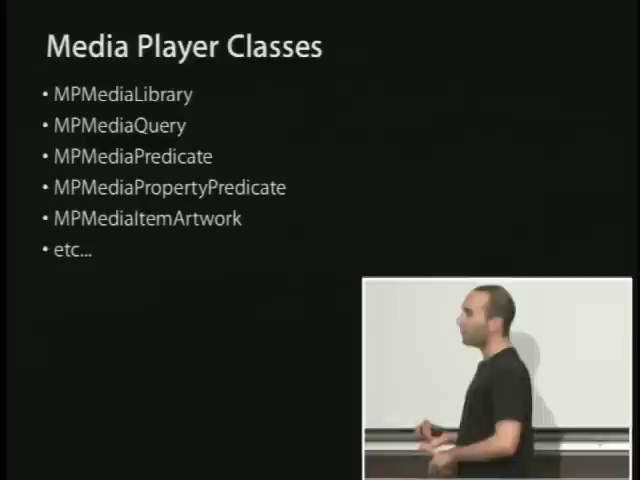 Media Player Classes
• MPMediaLibrary
• MPMediaQuery
• MPMediaPredicate
• MPMediaPropertyPredicate
• MPMediaItemArtwork
• etc...